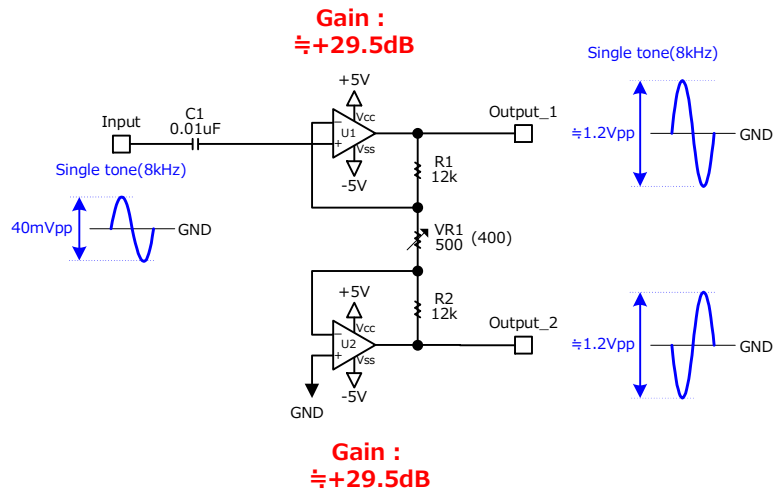 Gain :
≒+29.5dB
Single tone(8kHz)
+5V
C1
0.01uF
Input
Vcc
Output_1
U1
Vss
≒1.2Vpp
GND
R1
12k
Single tone(8kHz)
-5V
40mVpp
GND
VR1
500 (400)
+5V
R2
12k
Vcc
Output_2
U2
Vss
≒1.2Vpp
GND
-5V
GND
Gain :
≒+29.5dB